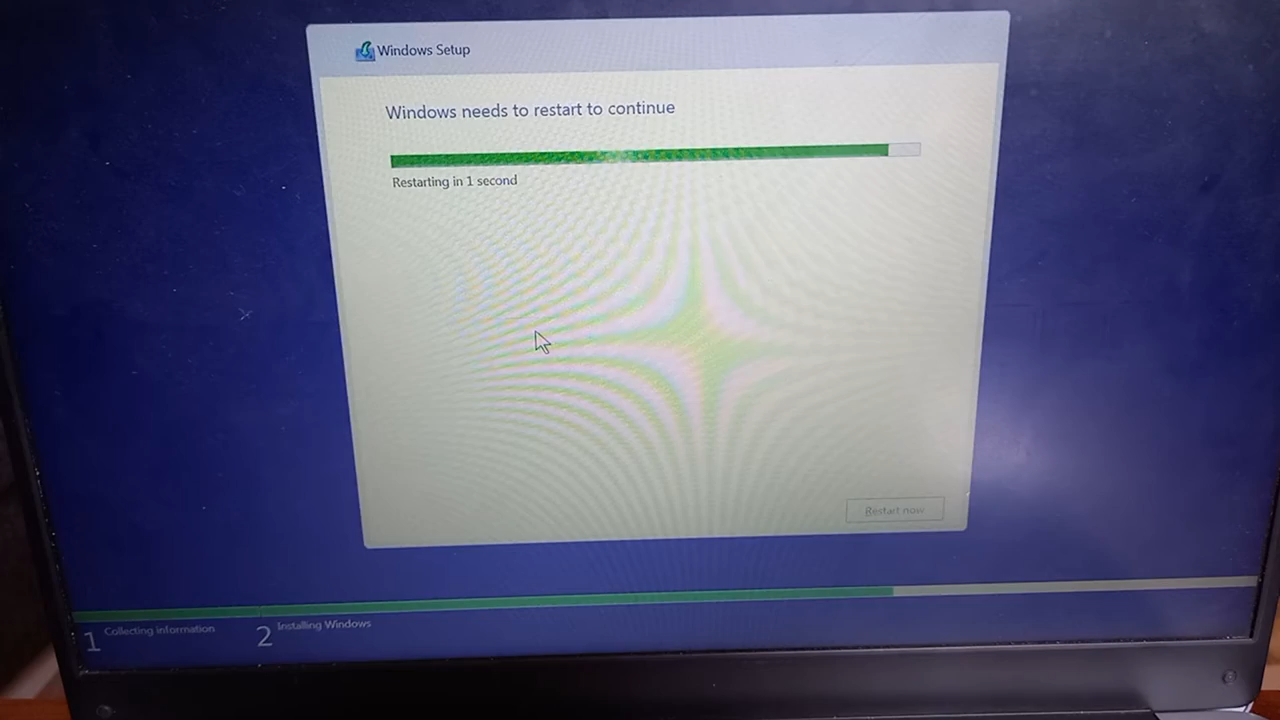 Windows Setup
Windows needs to restart to continue
Restarting in 1 second
Restart now
1 Collecting information
2 Installing Windows